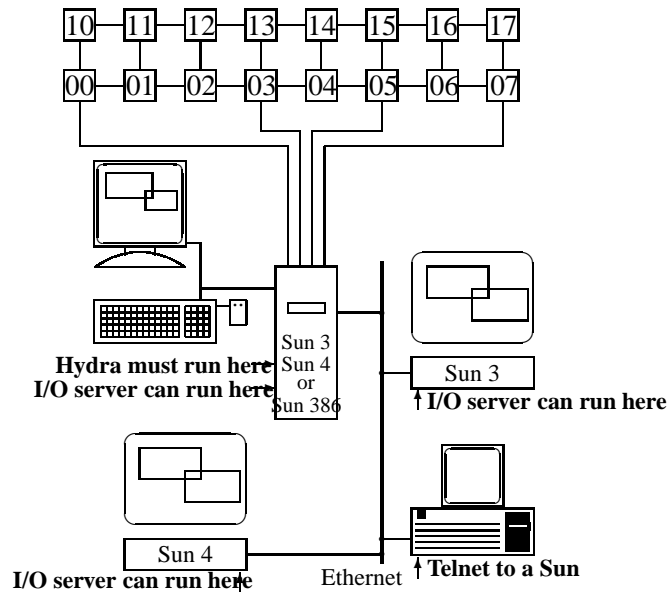 10 11 12 13 14 15 16 17
00 01 02 03 04 05 06 07
Sun 3
Sun 4
or
Sun 386
Hydra must run here
I/O server can run here
Sun 3
I/O server can run here
Sun 4
I/O server can run here
Ethernet
Telnet to a Sun